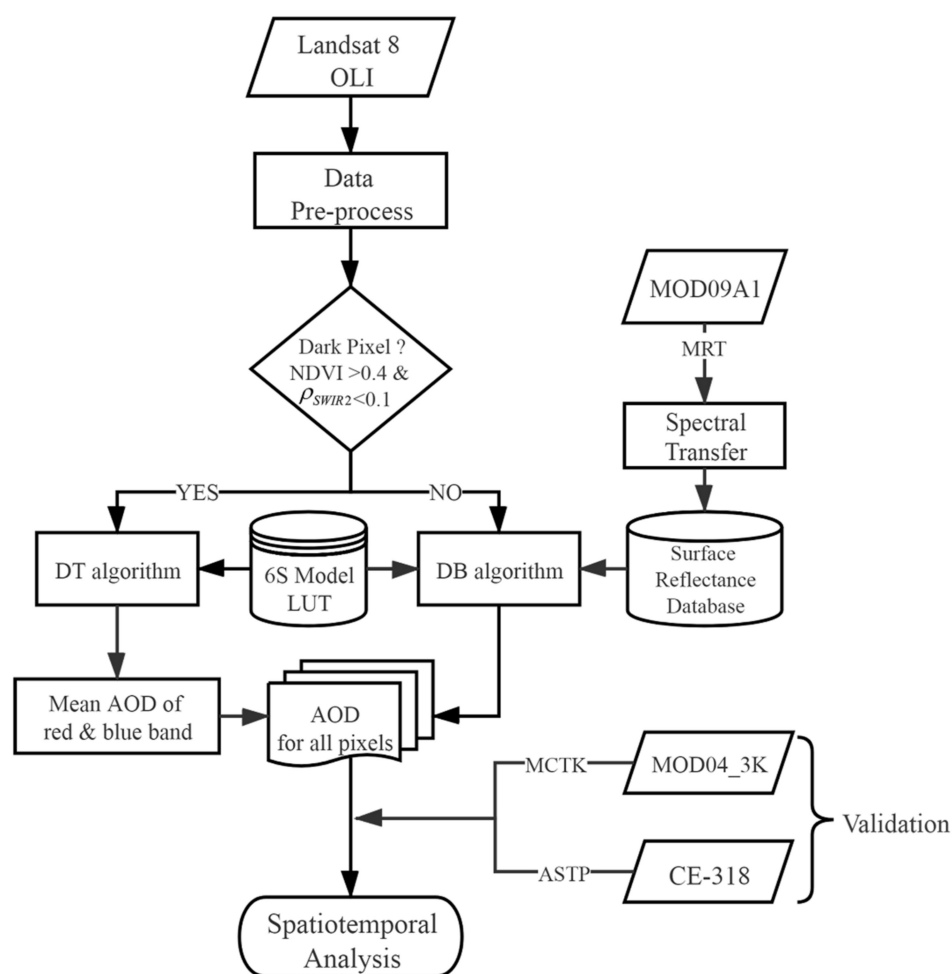 Landsat 8
OLI
Data
Pre-process
MOD09A1
MRT
Dark Pixel ?
NDVI >0.4 &
ρSWIR2<0.1
Spectral
Transfer
YES
NO
DT algorithm
6S Model
LUT
DB algorithm
Surface
Reflectance
Database
Mean AOD of
red & blue band
AOD
for all pixels
MCTK
MOD04_3K
Validation
ASTP
CE-318
Spatiotemporal
Analysis